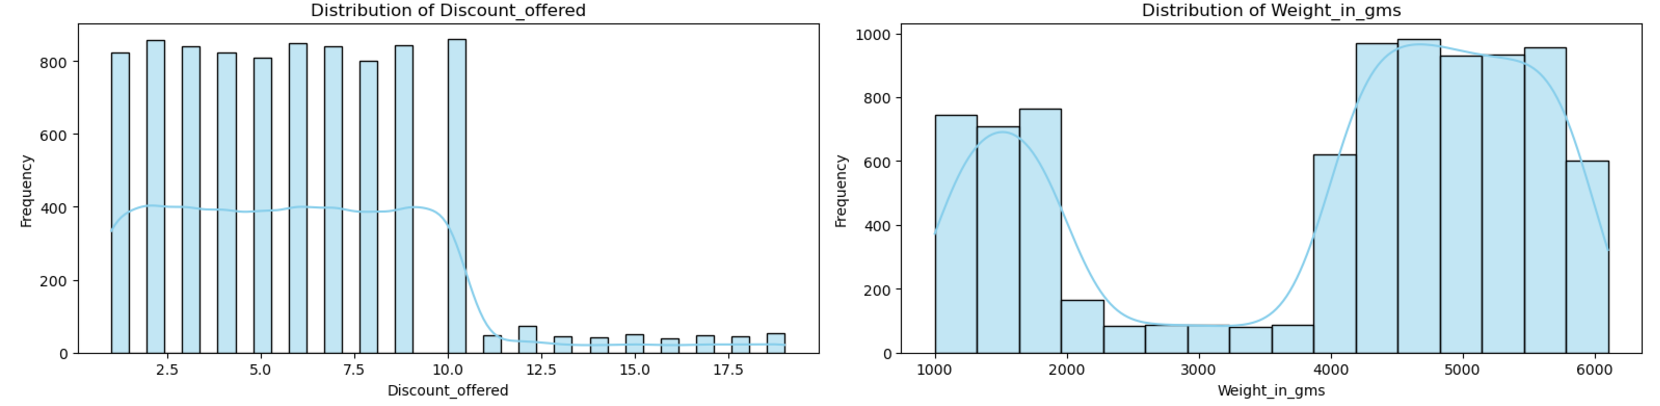 Distribution of Discount_offered
Frequency
800
600
400
200
0
2.5 5.0 7.5 10.0 12.5 15.0 17.5
Discount_offered
Distribution of Weight_in_gms
Frequency
1000
800
600
400
200
0
1000 2000 3000 4000 5000 6000
Weight_in_gms